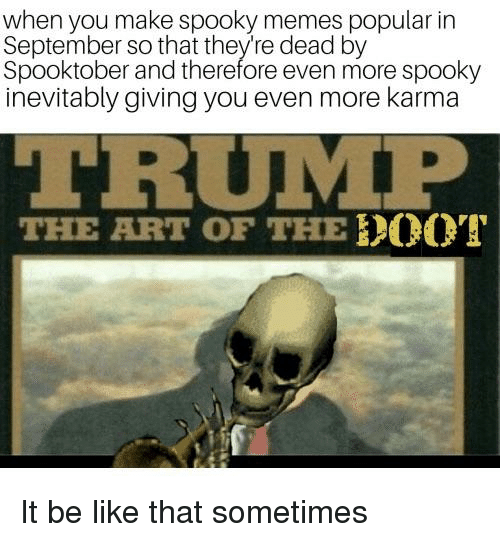 when you make spooky memes popular in
September so that they're dead by
Spooktober and therefore even more spooky
inevitably giving you even more karma
TRUMP
THE ART OF THE DOOT
It be like that sometimes